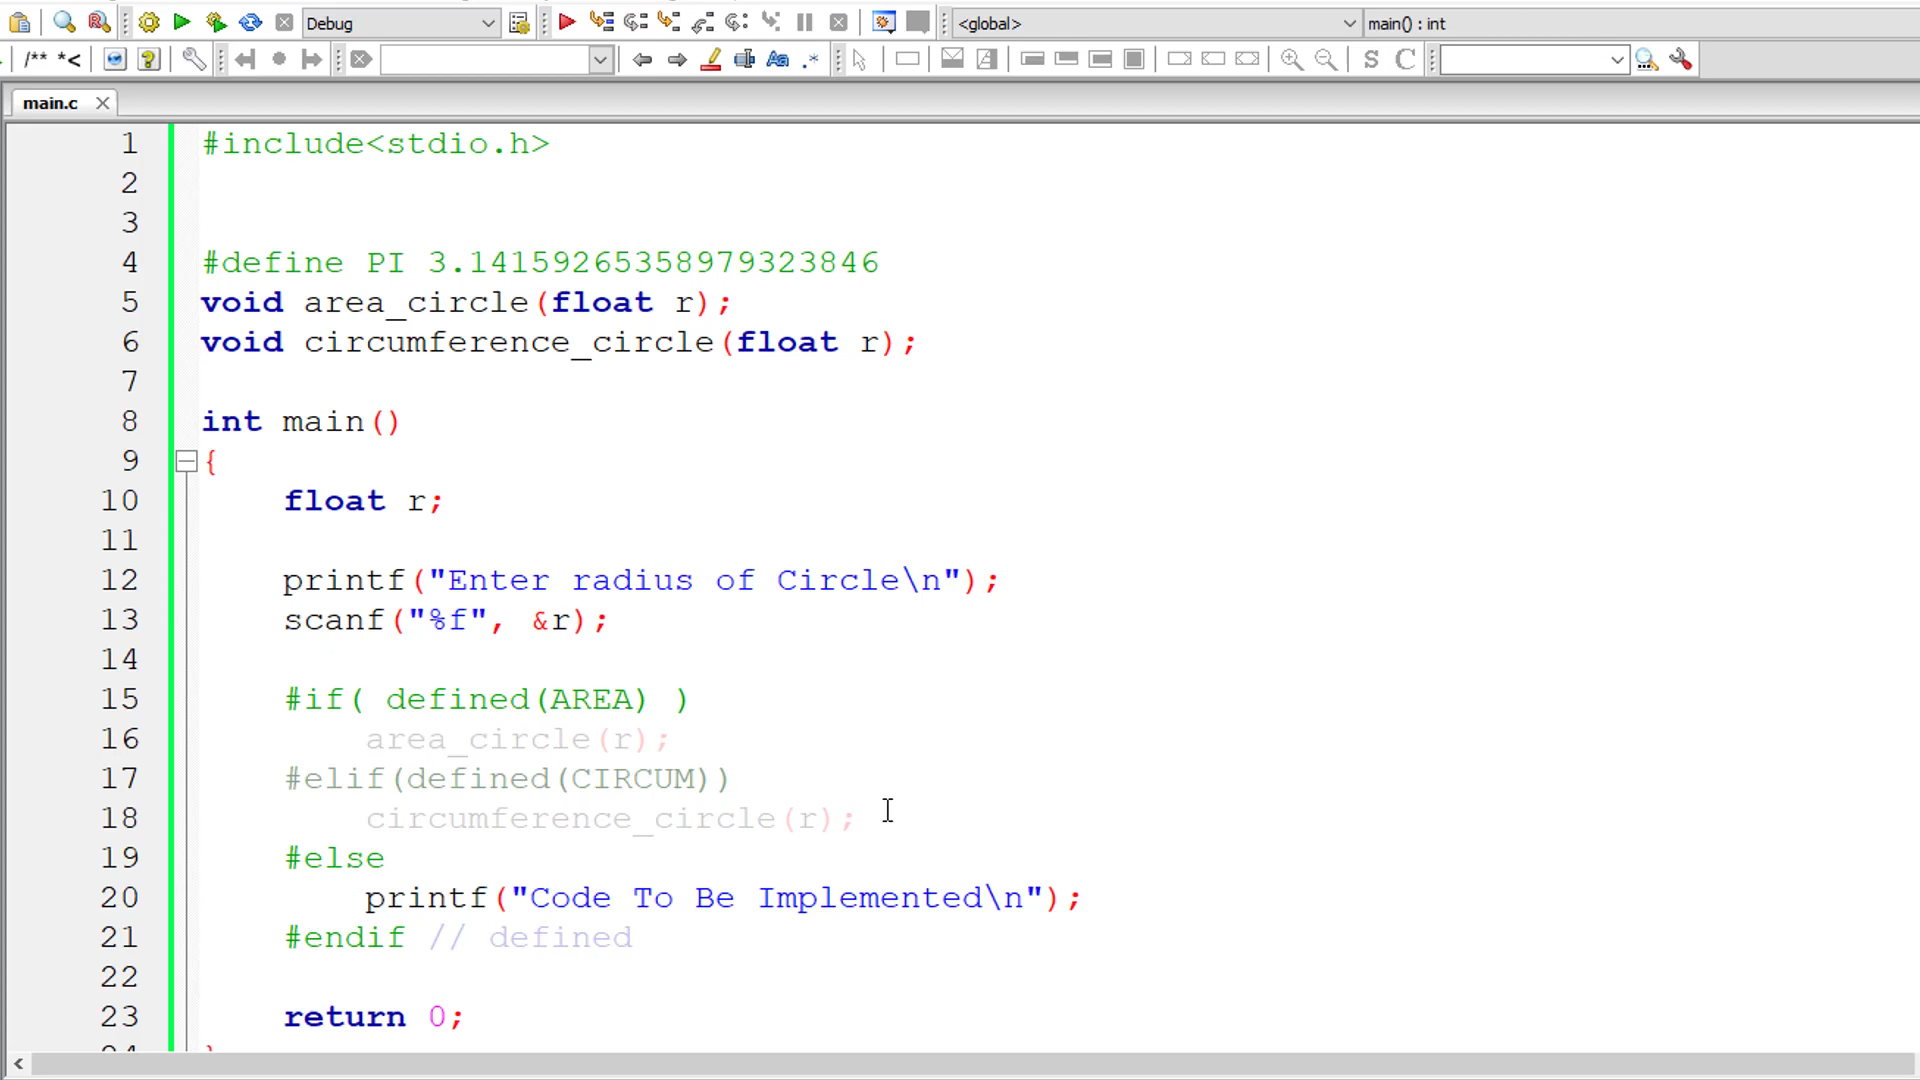 Debug <global> main() : int
/** *<
main.c
1 #include<stdio.h>
2
3
4 #define PI 3.14159265358979323846
5 void area_circle(float r);
6 void circumference_circle(float r);
7
8 int main()
9 {
10 float r;
11
12 printf("Enter radius of Circle\n");
13 scanf("%f", &r);
14
15 #if( defined(AREA) )
16 area_circle(r);
17 #elif(defined(CIRCUM))
18 circumference_circle(r);
19 #else
20 printf("Code To Be Implemented\n");
21 #endif // defined
22
23 return 0;